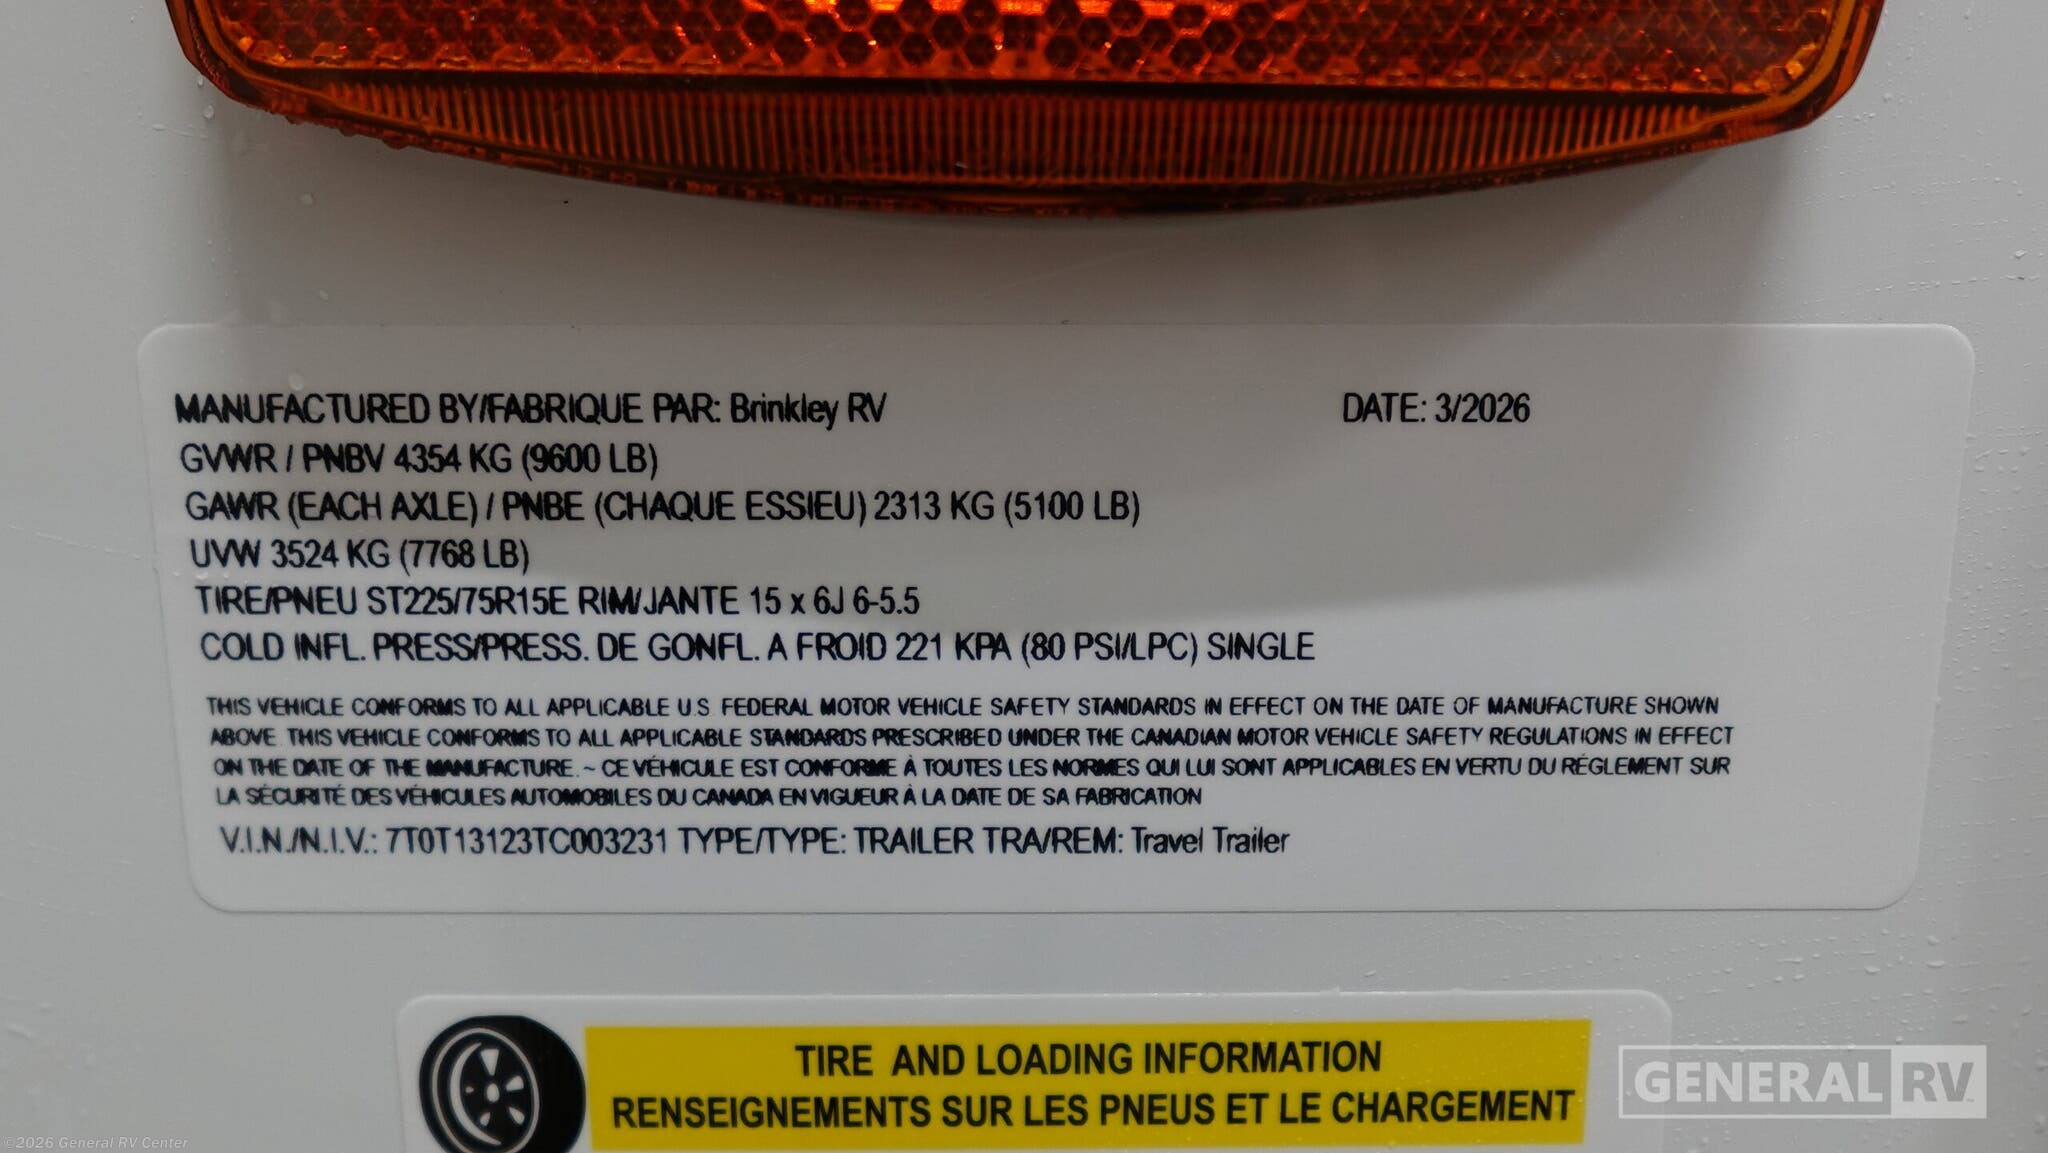 MANUFACTURED BY/FABRIQUE PAR: Brinkley RV DATE: 3/2026
GVWR / PNBV 4354 KG (9600 LB)
GAWR (EACH AXLE) / PNBE (CHAQUE ESSIEU) 2313 KG (5100 LB)
UVW 3524 KG (7768 LB)
TIRE/PNEU ST225/75R15E RIM/JANTE 15 x 6J 6-5.5
COLD INFL. PRESS/PRESS. DE GONFL. A FROID 221 KPA (80 PSI/LPC) SINGLE
THIS VEHICLE CONFORMS TO ALL APPLICABLE U.S. FEDERAL MOTOR VEHICLE SAFETY STANDARDS IN EFFECT ON THE DATE OF MANUFACTURE SHOWN
ABOVE. THIS VEHICLE CONFORMS TO ALL APPLICABLE STANDARDS PRESCRIBED UNDER THE CANADIAN MOTOR VEHICLE SAFETY REGULATIONS IN EFFECT
ON THE DATE OF THE MANUFACTURE. ~ CE VÉHICULE EST CONFORME À TOUTES LES NORMES QUI LUI SONT APPLICABLES EN VERTU DU RÉGLEMENT SUR
LA SÉCURITÉ DES VÉHICULES AUTOMOBILES DU CANADA EN VIGUEUR À LA DATE DE SA FABRICATION
V.I.N./N.I.V.: 7T0T13123TC003231 TYPE/TYPE: TRAILER TRA/REM: Travel Trailer
TIRE AND LOADING INFORMATION
RENSEIGNEMENTS SUR LES PNEUS ET LE CHARGEMENT
GENERAL RV
©2026 General RV Center